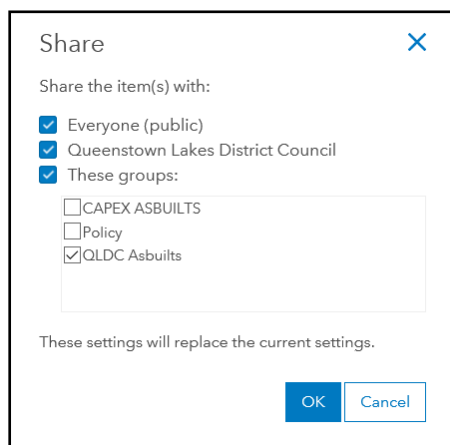 Share
Share the item(s) with:
Everyone (public)
Queenstown Lakes District Council
These groups:
CAPEX ASBUILTS
Policy
QLDC Asbuilts
These settings will replace the current settings.
OK Cancel